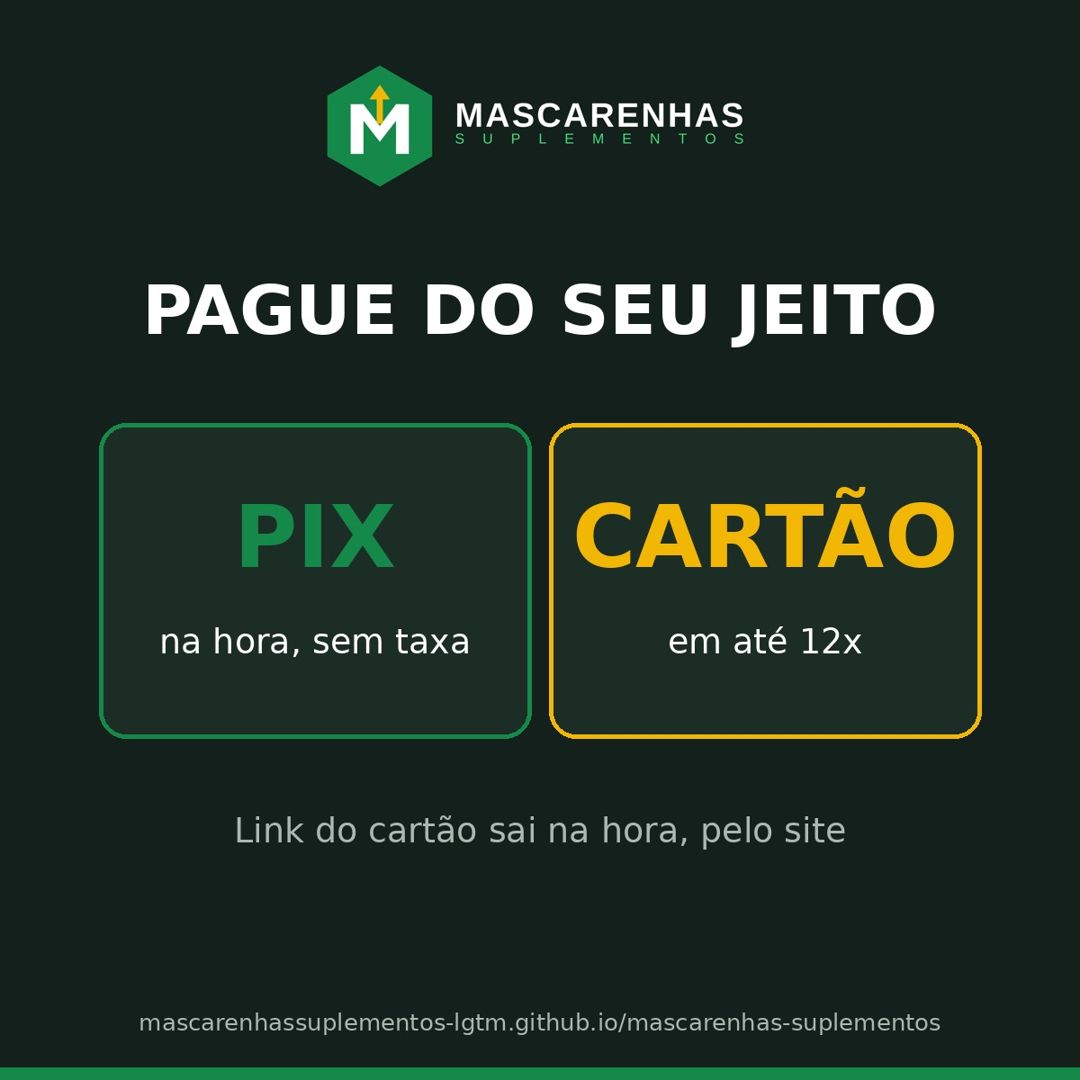 M
MASCARENHAS
SUPLEMENTOS
PAGUE DO SEU JEITO
PIX
na hora, sem taxa
CARTÃO
em até 12x
Link do cartão sai na hora, pelo site
mascarenhassuplementos-lgtm.github.io/mascarenhas-suplementos